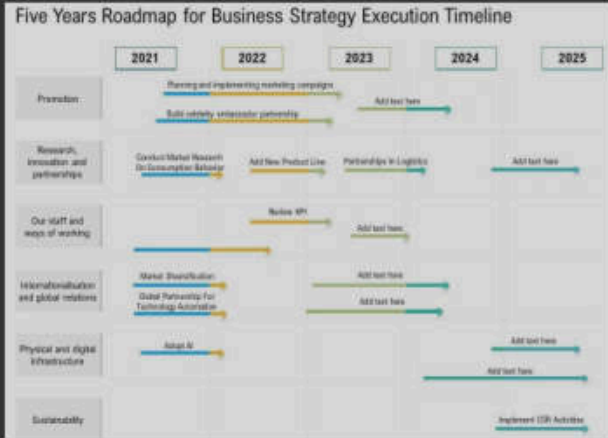 Five Years Roadmap for Business Strategy Execution Timeline
2021
2022
2023
2024
2025
Promotion
Planning and implementing marketing campaigns
Build celebrity ambassador partnership
Add text here
Research,
innovation and
partnerships
Conduct Market Research
On Consumption Behavior
Add New Product Line
Partnerships in Logistics
Add text here
Our staff and
ways of working
Review KPI
Add text here
Internationalisation
and global relations
Market Diversification
Global Partnership For
Technology Automation
Add text here
Add text here
Physical and digital
infrastructure
Adopt AI
Add text here
Add text here
Sustainability
Implement CSR Activities